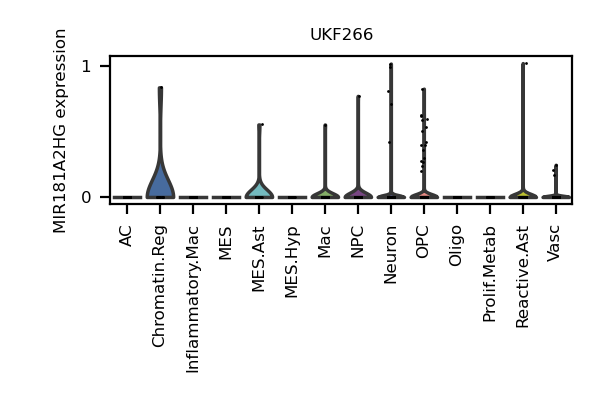 UKF266
MIR181A2HG expression
1
0
AC
Chromatin.Reg
Inflammatory.Mac
MES
MES.Ast
MES.Hyp
Mac
NPC
Neuron
OPC
Oligo
Prolif.Metab
Reactive.Ast
Vasc